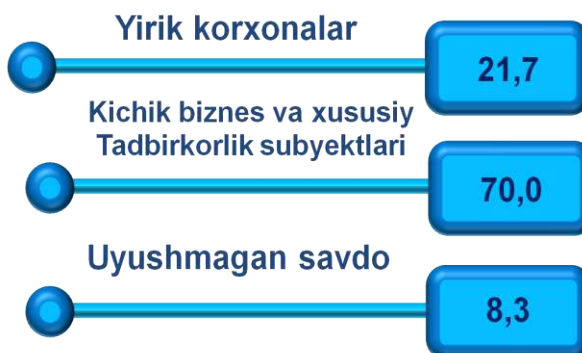 Yirik korxonalar
21,7
Kichik biznes va xususiy
Tadbirkorlik subyektlari
70,0
Uyushmagan savdo
8,3